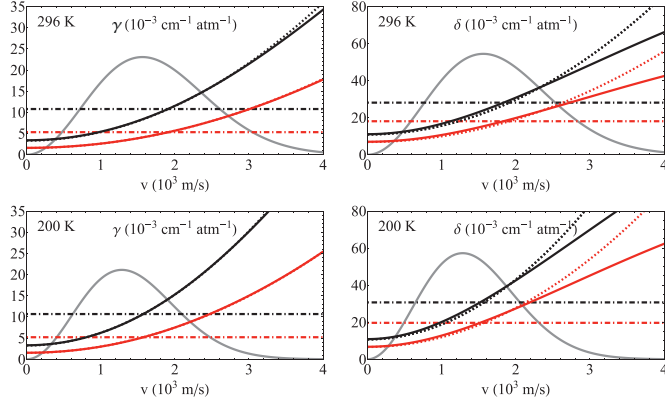 296 K γ (10⁻³ cm⁻¹ atm⁻¹)
35
30
25
20
15
10
5
0
0 1 2 3 4
v (10³ m/s)
296 K δ (10⁻³ cm⁻¹ atm⁻¹)
80
60
40
20
0
0 1 2 3 4
v (10³ m/s)
200 K γ (10⁻³ cm⁻¹ atm⁻¹)
35
30
25
20
15
10
5
0
0 1 2 3 4
v (10³ m/s)
200 K δ (10⁻³ cm⁻¹ atm⁻¹)
80
60
40
20
0
0 1 2 3 4
v (10³ m/s)